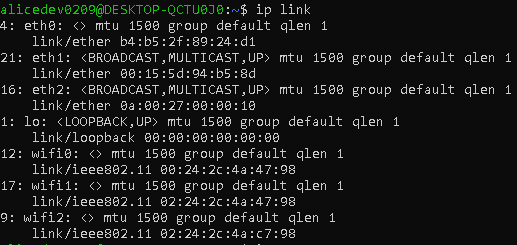 alicedev0209@DESKTOP-QCTU0J0:~$ ip link
4: eth0: <> mtu 1500 group default qlen 1
link/ether b4:b5:2f:89:24:d1
21: eth1: <BROADCAST,MULTICAST,UP> mtu 1500 group default qlen 1
link/ether 00:15:5d:94:b5:8d
16: eth2: <BROADCAST,MULTICAST,UP> mtu 1500 group default qlen 1
link/ether 0a:00:27:00:00:10
1: lo: <LOOPBACK,UP> mtu 1500 group default qlen 1
link/loopback 00:00:00:00:00:00
12: wifi0: <> mtu 1500 group default qlen 1
link/ieee802.11 00:24:2c:4a:47:98
17: wifi1: <> mtu 1500 group default qlen 1
link/ieee802.11 02:24:2c:4a:47:98
9: wifi2: <> mtu 1500 group default qlen 1
link/ieee802.11 02:24:2c:4a:c7:98